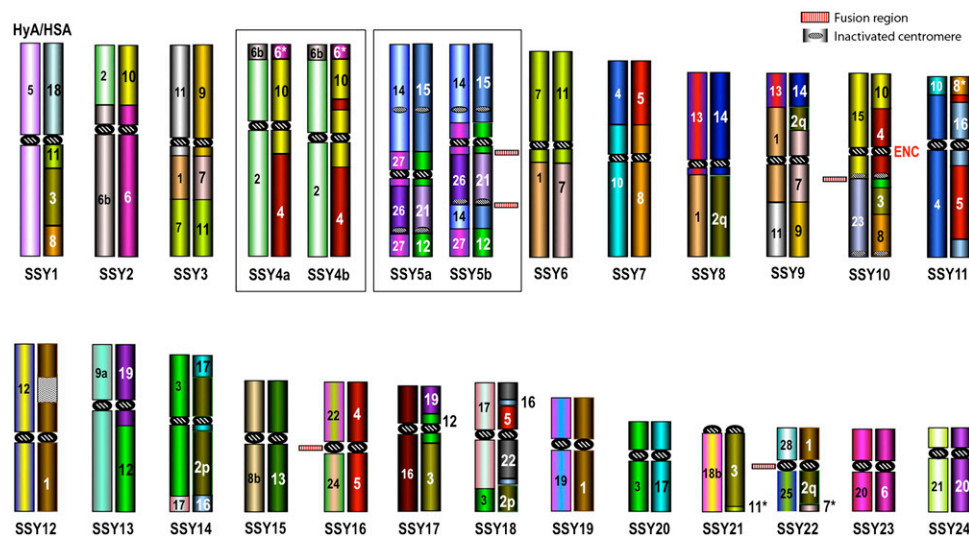 HyA/HSA
Fusion region
Inactivated centromere
5 18 11 3 8
2 10 6b 6
11 9 1 7 7 11
6b 6* 10 2 4
6b 6* 10 2 4
14 15 27 26 21 27 12
14 15 26 21 14 27 12
7 11 1 7
4 5 10 8
13 14 1 2q
13 14 2q 1 7 11 9
15 10 4 ENC 23 3 8
10 8* 16 4 5
SSY1 SSY2 SSY3 SSY4a SSY4b SSY5a SSY5b SSY6 SSY7 SSY8 SSY9 SSY10 SSY11
12 1
9a 19 12
3 17 2p 17 16
8b 13
22 4 24 5
19 12 16 3
17 16 5 22 3 2p
19 1
3 17
18b 3 11*
28 1 25 2q 7*
20 6
21 20
SSY12 SSY13 SSY14 SSY15 SSY16 SSY17 SSY18 SSY19 SSY20 SSY21 SSY22 SSY23 SSY24